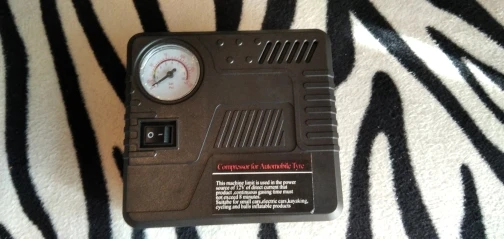 Compressor for Automobile Tyre
This machine limit is used in the power
source of 12V of direct current that
product ,continuous gasing time must
not exceed 8 minutes.
Suitable for small cars,electric cars,kayaking,
cycling and balls inflatable products